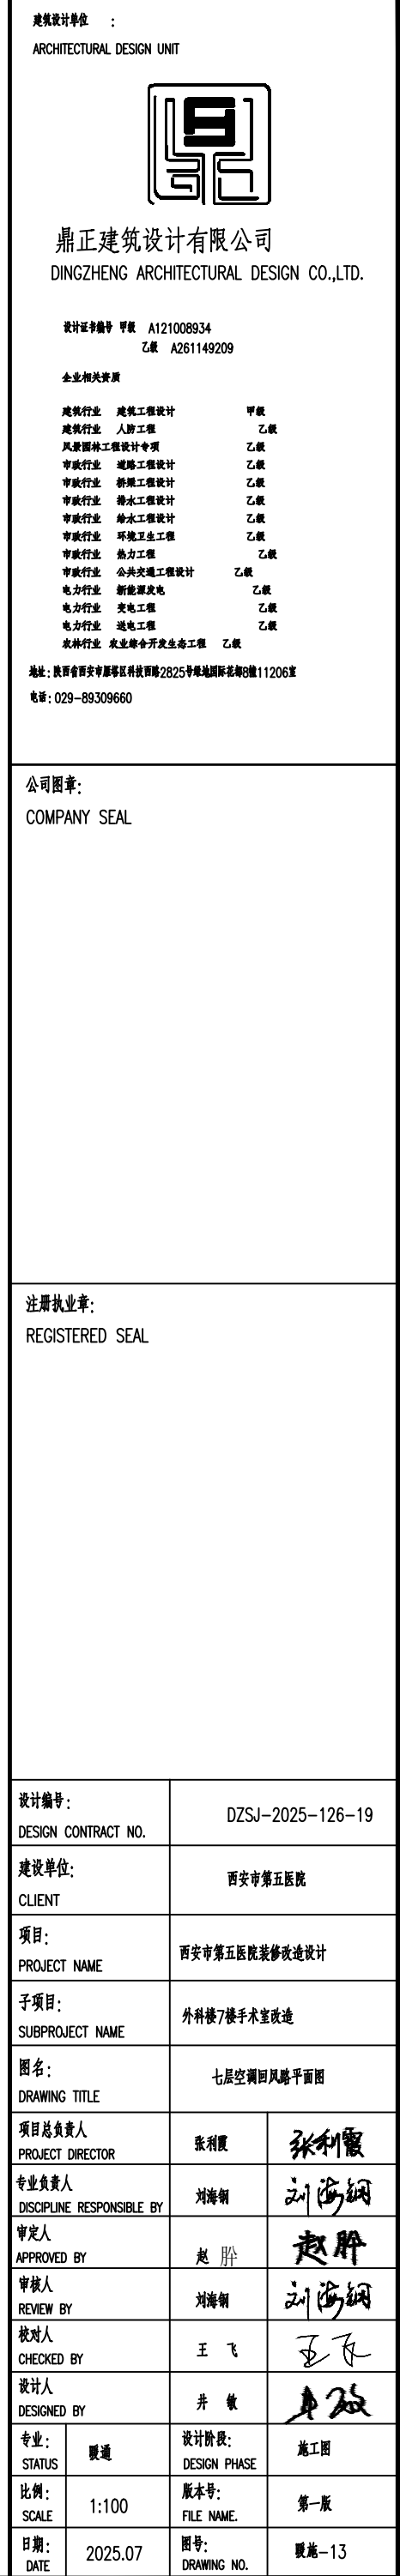 建筑设计单位 :
ARCHITECTURAL DESIGN UNIT
鼎正建筑设计有限公司
DINGZHENG ARCHITECTURAL DESIGN CO.,LTD.
设计证书编号 甲级 A121008934
乙级 A261149209
企业相关资质
建筑行业 建筑工程设计 甲级
建筑行业 人防工程 乙级
风景园林工程设计专项 乙级
市政行业 道路工程设计 乙级
市政行业 桥梁工程设计 乙级
市政行业 排水工程设计 乙级
市政行业 给水工程设计 乙级
市政行业 环境卫生工程 乙级
市政行业 热力工程 乙级
市政行业 公共交通工程设计 乙级
电力行业 新能源发电 乙级
电力行业 变电工程 乙级
电力行业 送电工程 乙级
农林行业 农业综合开发生态工程 乙级
地址:陕西省西安市雁塔区科技西路2825号绿地国际花都8幢11206室
电话:029-89309660
公司图章:
COMPANY SEAL
注册执业章:
REGISTERED SEAL
设计编号: DZSJ-2025-126-19
DESIGN CONTRACT NO.
建设单位: 西安市第五医院
CLIENT
项目: 西安市第五医院装修改造设计
PROJECT NAME
子项目: 外科楼7楼手术室改造
SUBPROJECT NAME
图名: 七层空调回风路平面图
DRAWING TITLE
项目总负责人 张利霞 张利霞
PROJECT DIRECTOR
专业负责人 刘海钢 刘海钢
DISCIPLINE RESPONSIBLE BY
审定人 赵 肸 赵肸
APPROVED BY
审核人 刘海钢 刘海钢
REVIEW BY
校对人 王 飞 王飞
CHECKED BY
设计人 井 敏 井敏
DESIGNED BY
专业: 暖通 设计阶段: 施工图
STATUS DESIGN PHASE
比例: 1:100 版本号: 第一版
SCALE FILE NAME.
日期: 2025.07 图号: 暖施-13
DATE DRAWING NO.